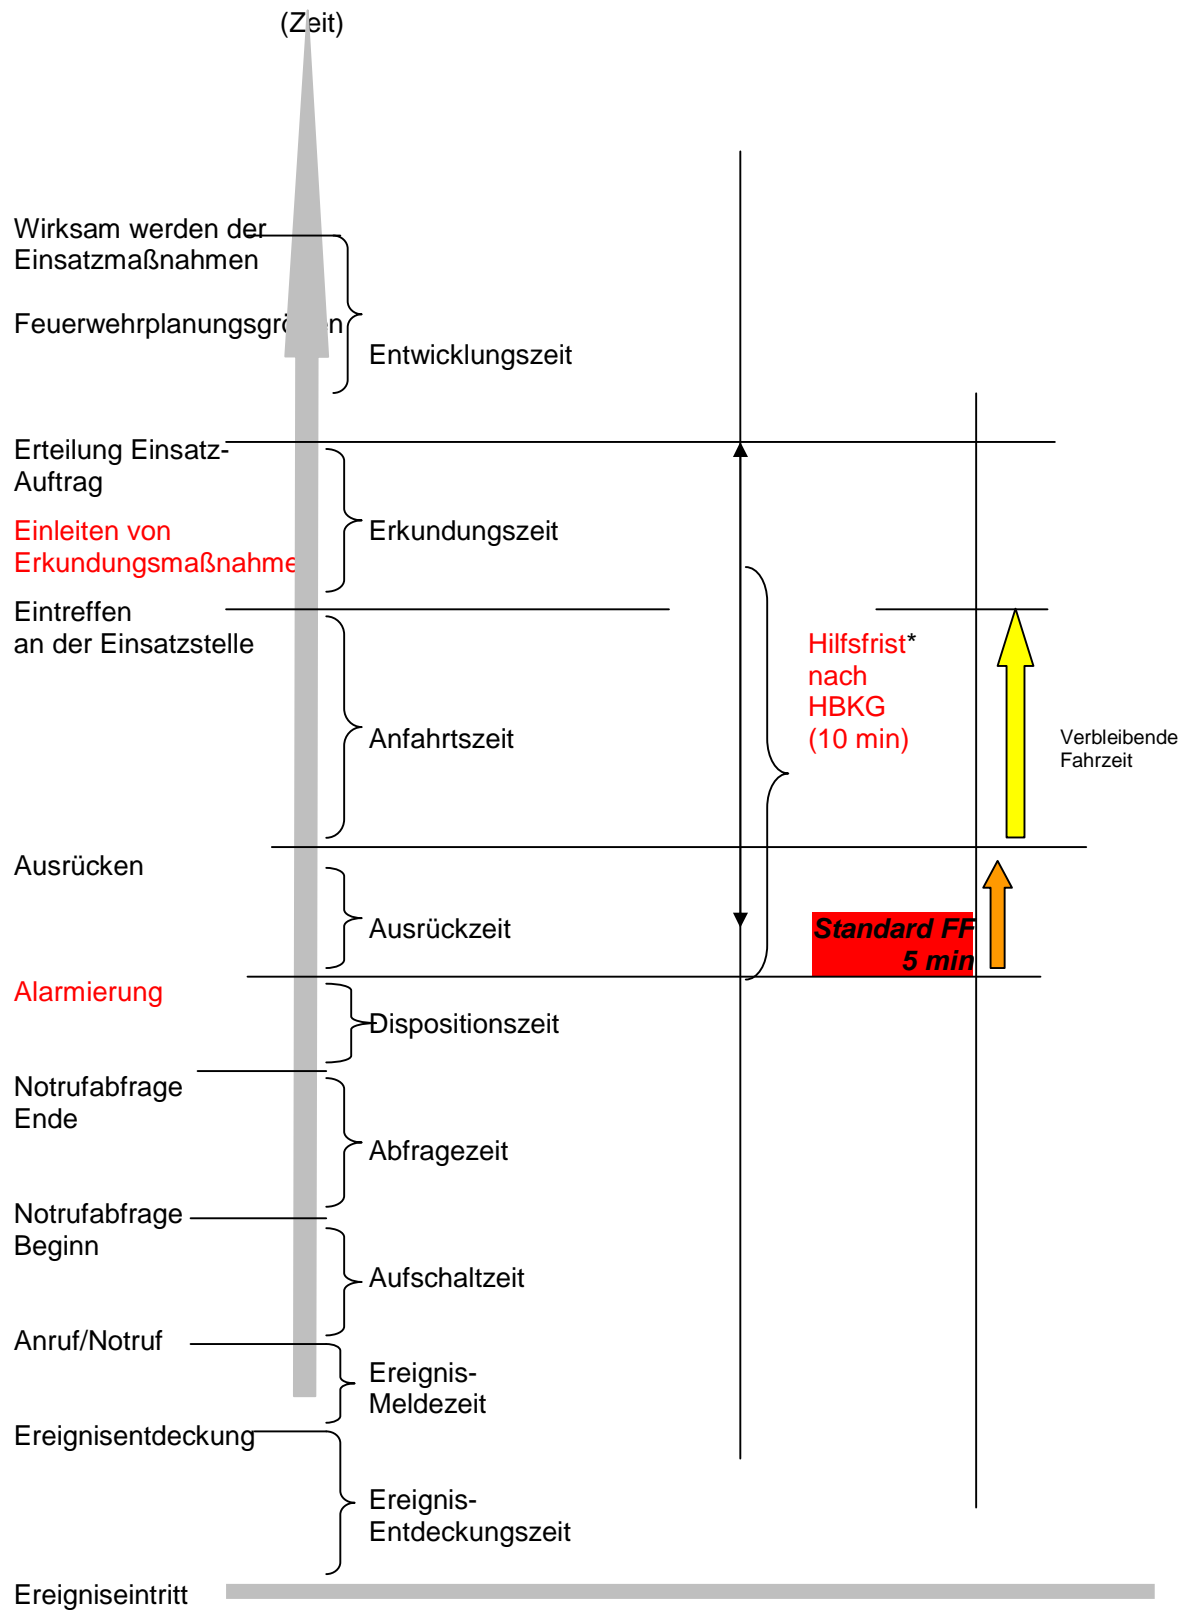 (Zeit)
Wirksam werden der
Einsatzmaßnahmen
Feuerwehrplanungsgrößen
Entwicklungszeit
Erteilung Einsatz-
Auftrag
Einleiten von
Erkundungsmaßnahme
Erkundungszeit
Eintreffen
an der Einsatzstelle
Hilfsfrist*
nach
HBKG
(10 min)
Anfahrtszeit
Verbleibende
Fahrzeit
Ausrücken
Ausrückzeit
Standard FF
5 min
Alarmierung
Dispositionszeit
Notrufabfrage
Ende
Abfragezeit
Notrufabfrage
Beginn
Aufschaltzeit
Anruf/Notruf
Ereignis-
Meldezeit
Ereignisentdeckung
Ereignis-
Entdeckungszeit
Ereigniseintritt